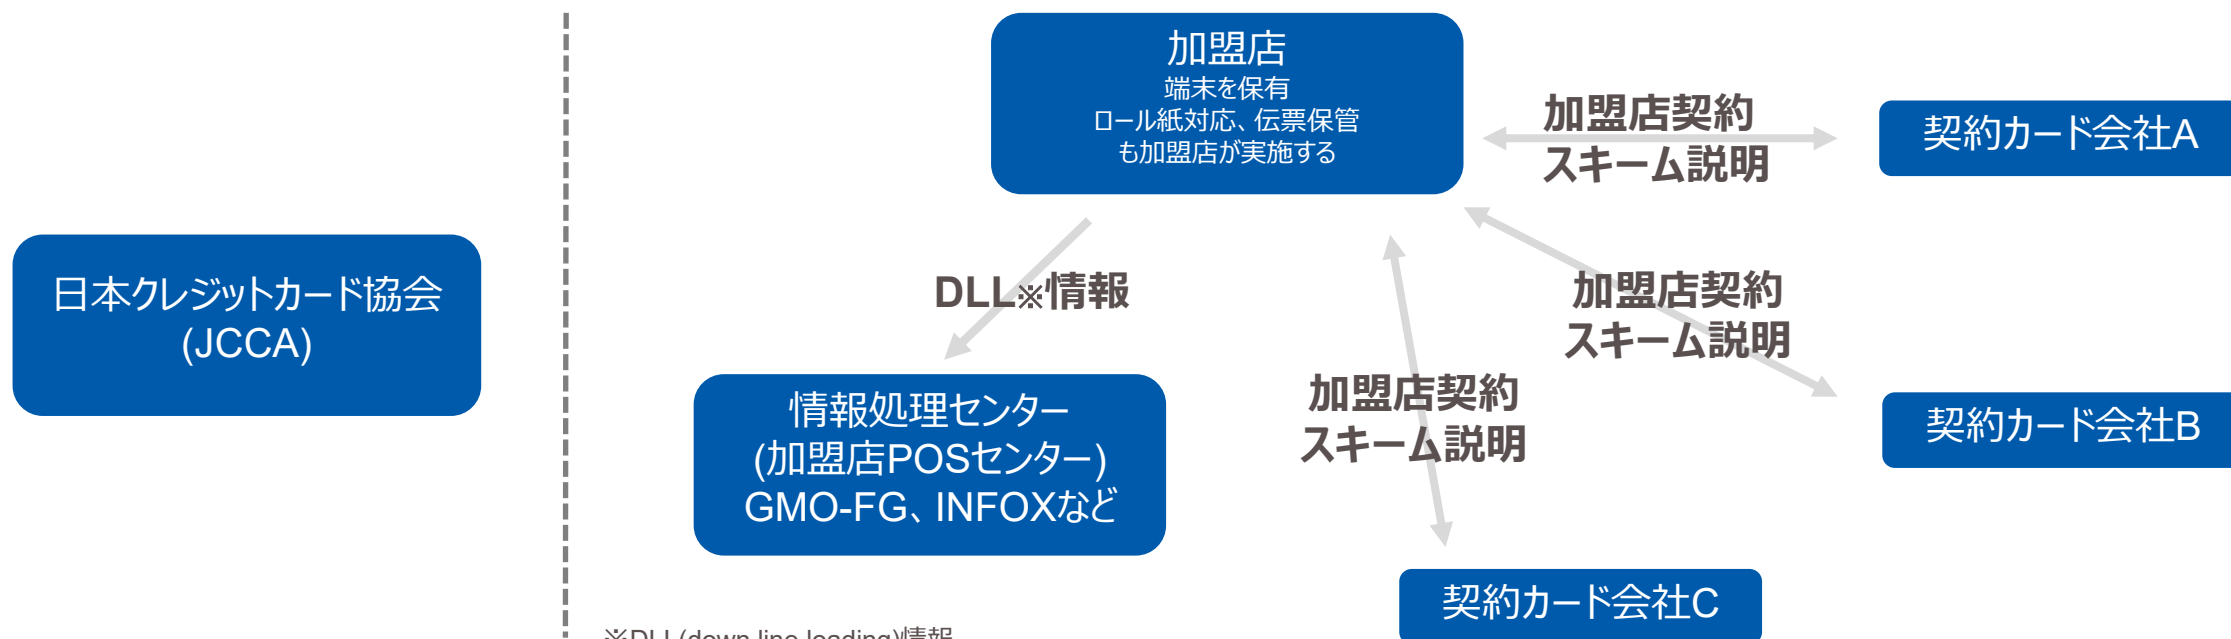 日本クレジットカード協会
(JCCA)
加盟店
端末を保有
ロール紙対応、伝票保管
も加盟店が実施する
加盟店契約
スキーム説明
契約カード会社A
DLL※情報
加盟店契約
スキーム説明
契約カード会社B
情報処理センター
(加盟店POSセンター)
GMO-FG、INFOXなど
加盟店契約
スキーム説明
契約カード会社C
※DLL(down line loading)情報